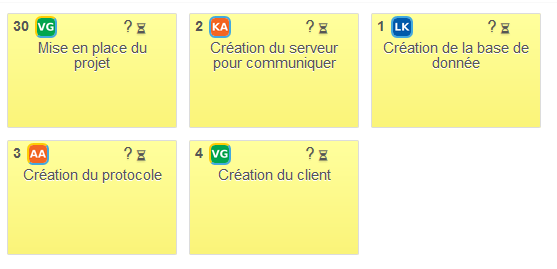 30 VG ?
Mise en place du
projet
2 KA ?
Création du serveur
pour communiquer
1 LK ?
Création de la base de
donnée
3 AA ?
Création du protocole
4 VG ?
Création du client